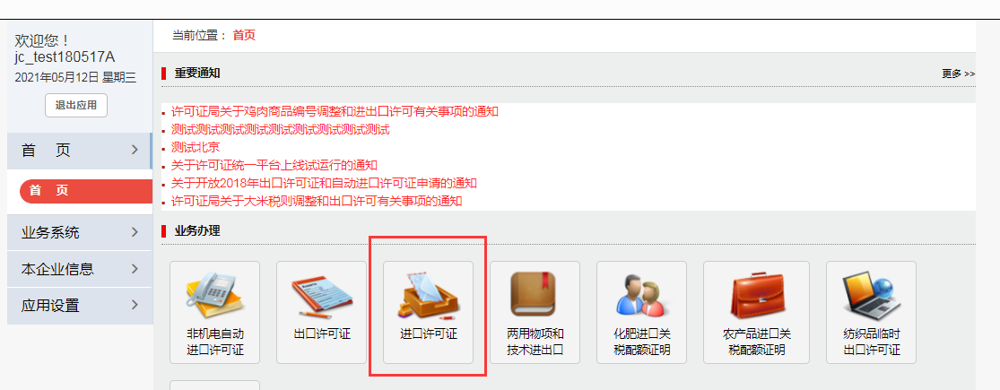 当前位置： 首页
欢迎您！
jc_test180517A
2021年05月12日 星期三
退出应用
首 页
首 页
业务系统
本企业信息
应用设置
重要通知
更多 >>
许可证局关于鸡肉商品编号调整和进出口许可有关事项的通知
测试测试测试测试测试测试测试测试测试
测试北京
关于许可证统一平台上线试运行的通知
关于开放2018年出口许可证和自动进口许可证申请的通知
许可证局关于大米税则调整和出口许可有关事项的通知
业务办理
非机电自动
进口许可证
出口许可证
进口许可证
两用物项和
技术进出口
化肥进口关
税配额证明
农产品进口关
税配额证明
纺织品临时
出口许可证